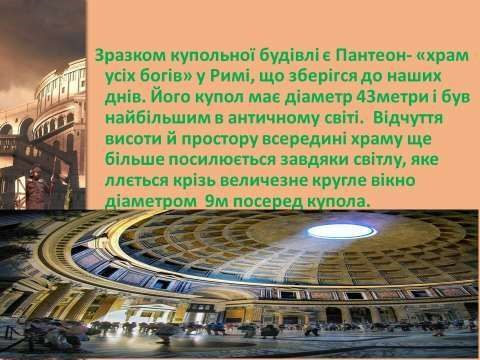 Зразком купольної будівлі є Пантеон- «храм
усіх богів» у Римі, що зберігся до наших
днів. Його купол має діаметр 43метри і був
найбільшим в античному світі.  Відчуття
висоти й простору всередині храму ще
більше посилюється завдяки світлу, яке
ллється крізь величезне кругле вікно
діаметром  9м посеред купола.